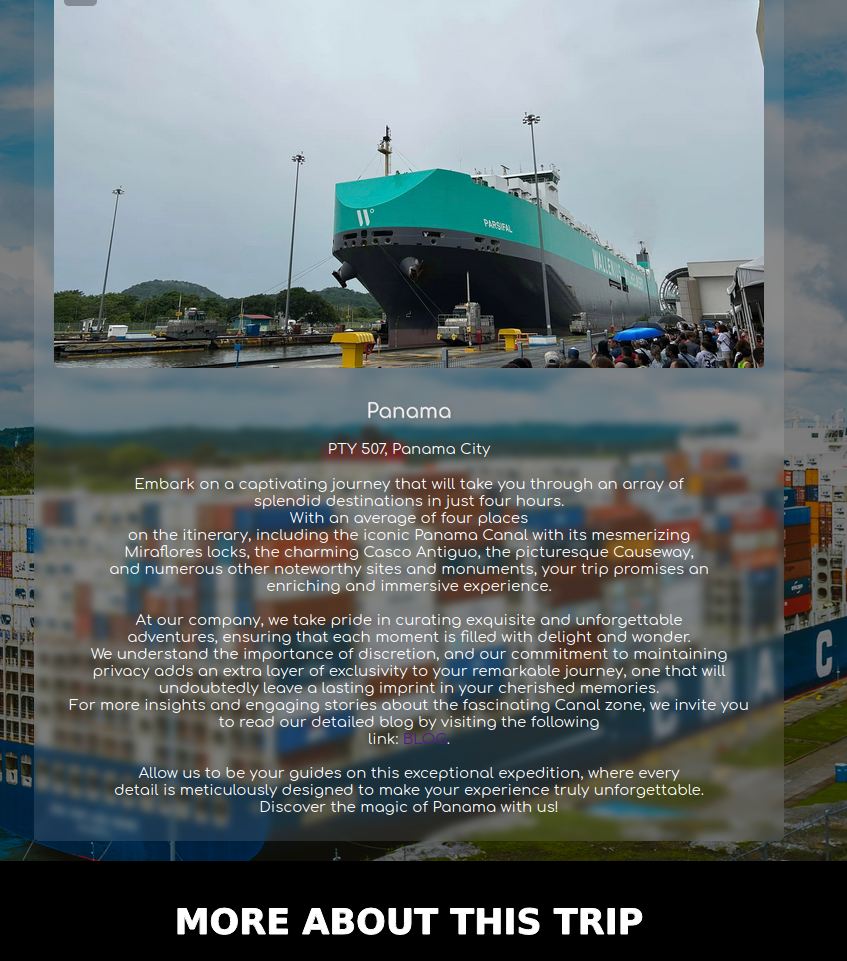 PARSIFAL
WALLENIUS WILHELMSEN
Panama
PTY 507, Panama City
Embark on a captivating journey that will take you through an array of
splendid destinations in just four hours.
With an average of four places
on the itinerary, including the iconic Panama Canal with its mesmerizing
Miraflores locks, the charming Casco Antiguo, the picturesque Causeway,
and numerous other noteworthy sites and monuments, your trip promises an
enriching and immersive experience.
At our company, we take pride in curating exquisite and unforgettable
adventures, ensuring that each moment is filled with delight and wonder.
We understand the importance of discretion, and our commitment to maintaining
privacy adds an extra layer of exclusivity to your remarkable journey, one that will
undoubtedly leave a lasting imprint in your cherished memories.
For more insights and engaging stories about the fascinating Canal zone, we invite you
to read our detailed blog by visiting the following
link: BLOG.
Allow us to be your guides on this exceptional expedition, where every
detail is meticulously designed to make your experience truly unforgettable.
Discover the magic of Panama with us!
C
MORE ABOUT THIS TRIP